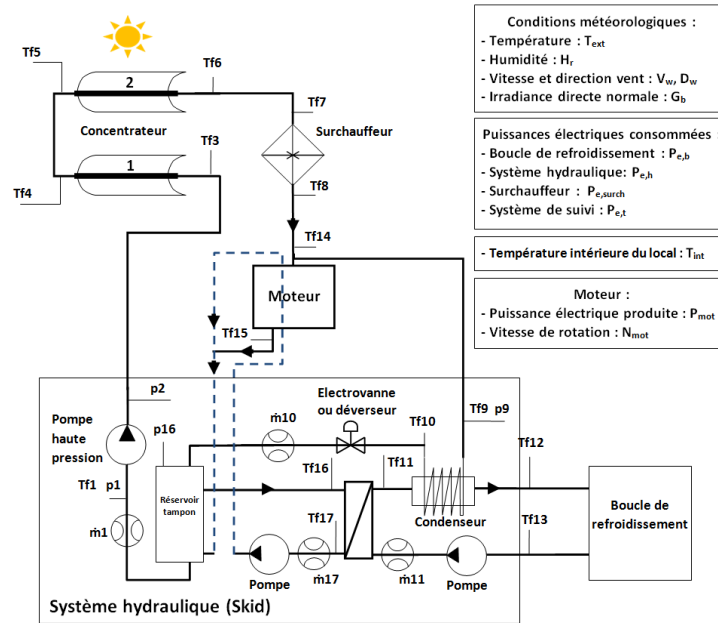 Tf5
Tf6
2
Tf7
Concentrateur
Surchauffeur
Tf3
1
Tf4
Tf8
Tf14
Moteur
Tf15
Conditions météorologiques :
- Température : Text
- Humidité : Hr
- Vitesse et direction vent : Vw, Dw
- Irradiance directe normale : Gb
Puissances électriques consommées :
- Boucle de refroidissement : Pe,b
- Système hydraulique: Pe,h
- Surchauffeur : Pe,surch
- Système de suivi : Pe,t
- Température intérieure du local : Tint
Moteur :
- Puissance électrique produite : Pmot
- Vitesse de rotation : Nmot
p2
Electrovanne
ou déverseur
Pompe
haute
pression
p16
ṁ10
Tf10
Tf9 p9
Tf12
Tf1 p1
Tf16
Tf11
Réservoir
tampon
Condenseur
Boucle de
refroidissement
ṁ1
Tf17
Tf13
Pompe
ṁ17
ṁ11
Pompe
Système hydraulique (Skid)